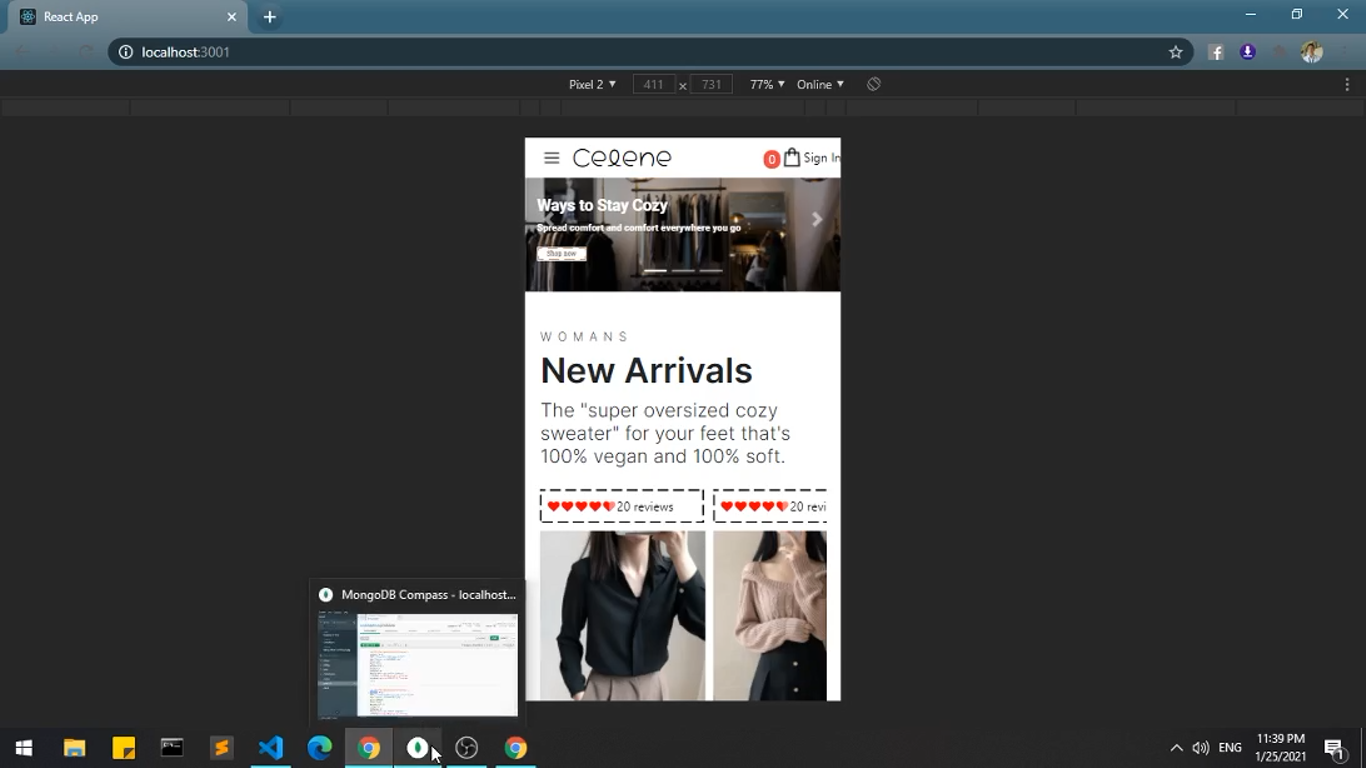 React App
localhost:3001
Pixel 2
411 × 731
77%
Online
Celene
0
Sign In
Ways to Stay Cozy
Spread comfort and comfort everywhere you go
Shop now
WOMANS
New Arrivals
The "super oversized cozy
sweater" for your feet that's
100% vegan and 100% soft.
20 reviews
20 revi
MongoDB Compass - localhost...
ENG
11:39 PM
1/25/2021
1